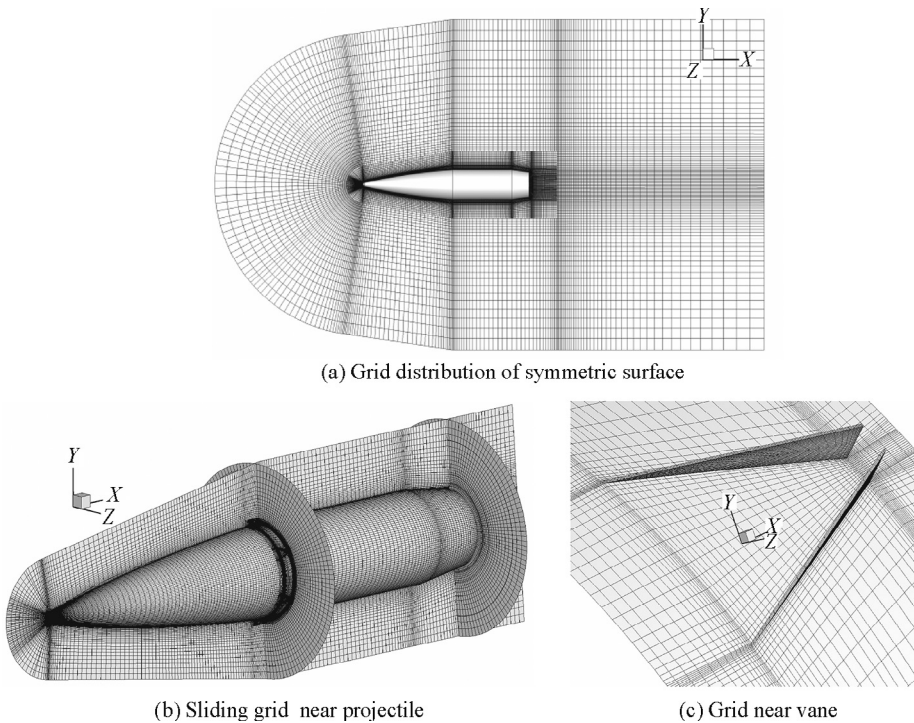 Y
Z
X
(a) Grid distribution of symmetric surface
Y
X
Z
Y
X
Z
(b) Sliding grid near projectile
(c) Grid near vane